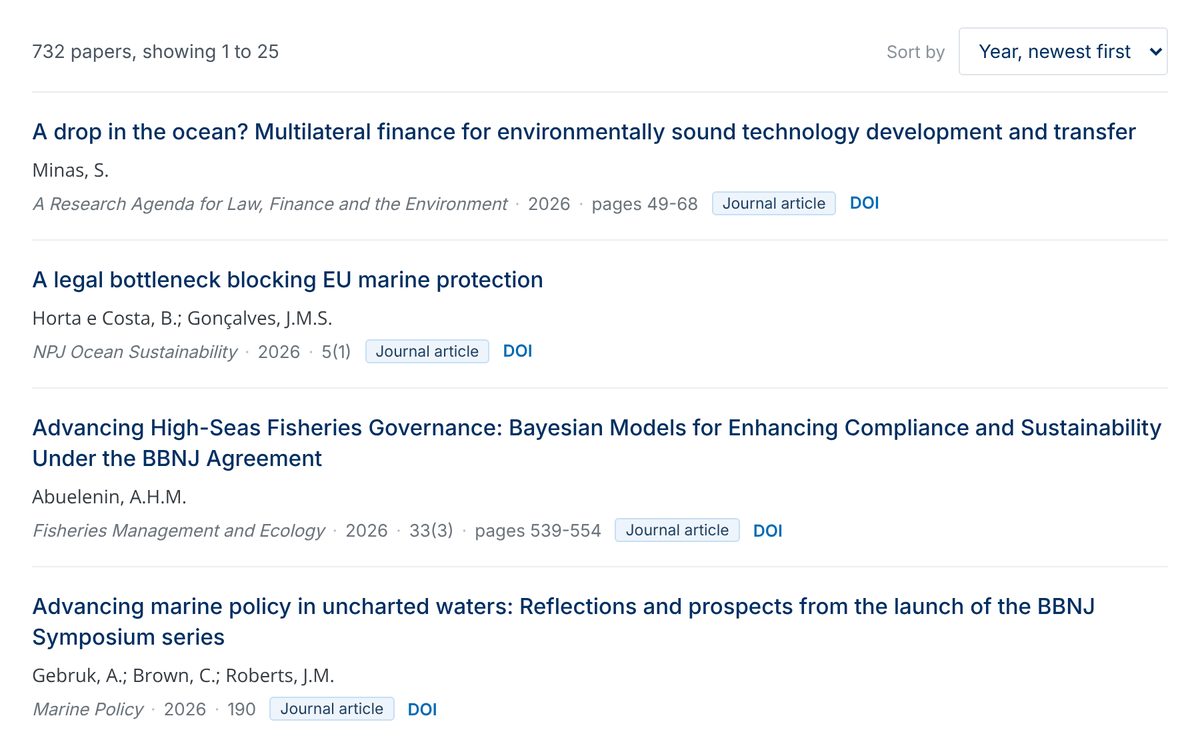 732 papers, showing 1 to 25
Sort by Year, newest first
A drop in the ocean? Multilateral finance for environmentally sound technology development and transfer
Minas, S.
A Research Agenda for Law, Finance and the Environment · 2026 · pages 49-68 Journal article DOI
A legal bottleneck blocking EU marine protection
Horta e Costa, B.; Gonçalves, J.M.S.
NPJ Ocean Sustainability · 2026 · 5(1) Journal article DOI
Advancing High-Seas Fisheries Governance: Bayesian Models for Enhancing Compliance and Sustainability
Under the BBNJ Agreement
Abuelenin, A.H.M.
Fisheries Management and Ecology · 2026 · 33(3) · pages 539-554 Journal article DOI
Advancing marine policy in uncharted waters: Reflections and prospects from the launch of the BBNJ
Symposium series
Gebruk, A.; Brown, C.; Roberts, J.M.
Marine Policy · 2026 · 190 Journal article DOI